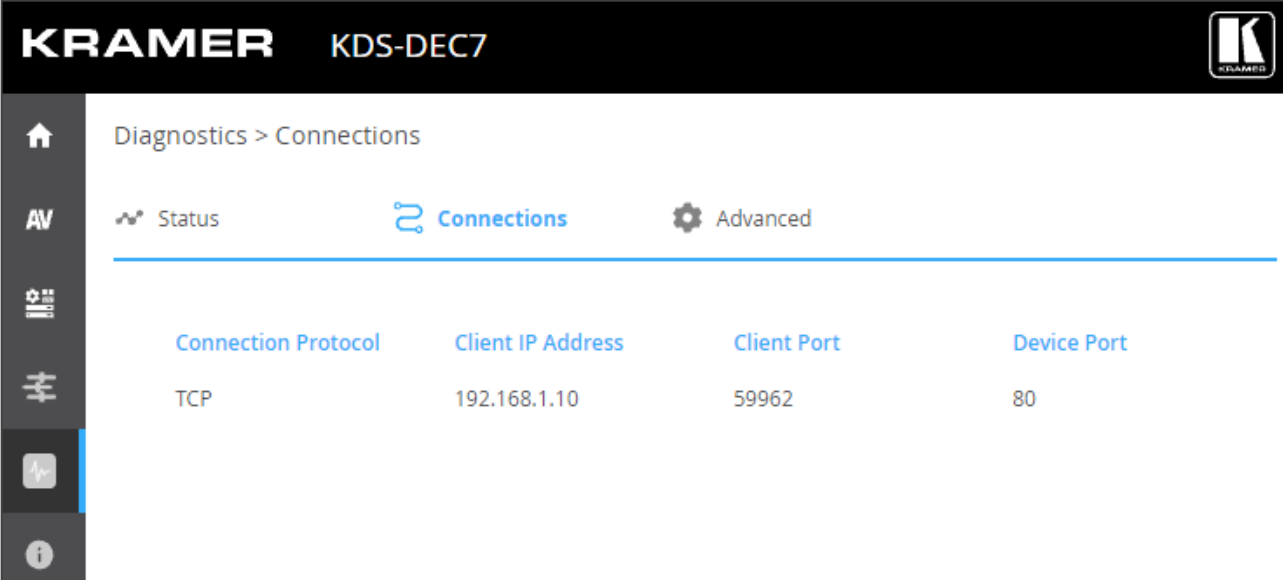 KRAMER KDS-DEC7
KRAMER
Diagnostics > Connections
AV
Status Connections Advanced
Connection Protocol Client IP Address Client Port Device Port
TCP 192.168.1.10 59962 80